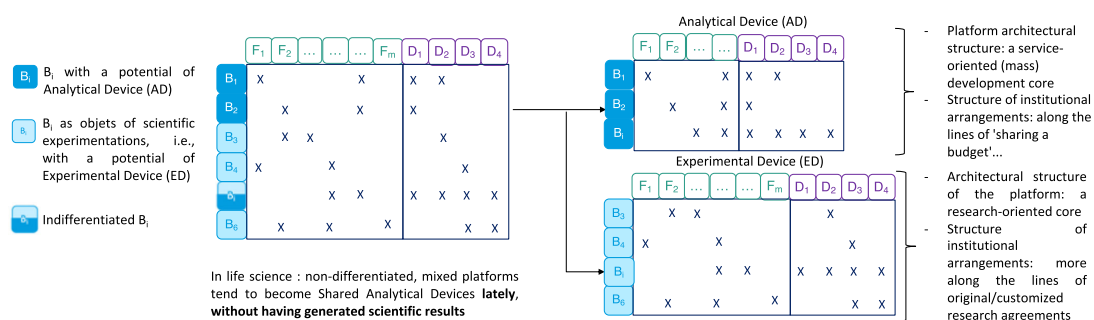 Bi
Bi with a potential of
Analytical Device (AD)
Bi
Bi as objets of scientific
experimentations, i.e.,
with a potential of
Experimental Device (ED)
Bi
Indifferentiated Bi
F1 F2 … … … Fm D1 D2 D3 D4
B1 X X X X
B2 X X X
B3 X X X
B4 X X X
Bi X X X X X X
B6 X X X X X
In life science : non-differentiated, mixed platforms
tend to become Shared Analytical Devices lately,
without having generated scientific results
Analytical Device (AD)
F1 F2 … … D1 D2 D3 D4
B1 X X X X
B2 X X X
Bi X X X X X X
Experimental Device (ED)
F1 F2 … … … Fm D1 D2 D3 D4
B3 X X X
B4 X X X
Bi X X X X X X
B6 X X X X X
- Platform architectural
structure: a service-
oriented (mass)
development core
- Structure of institutional
arrangements: along the
lines of 'sharing a
budget'...
- Architectural structure
of the platform: a
research-oriented core
- Structure of
institutional
arrangements: more
along the lines of
original/customized
research agreements